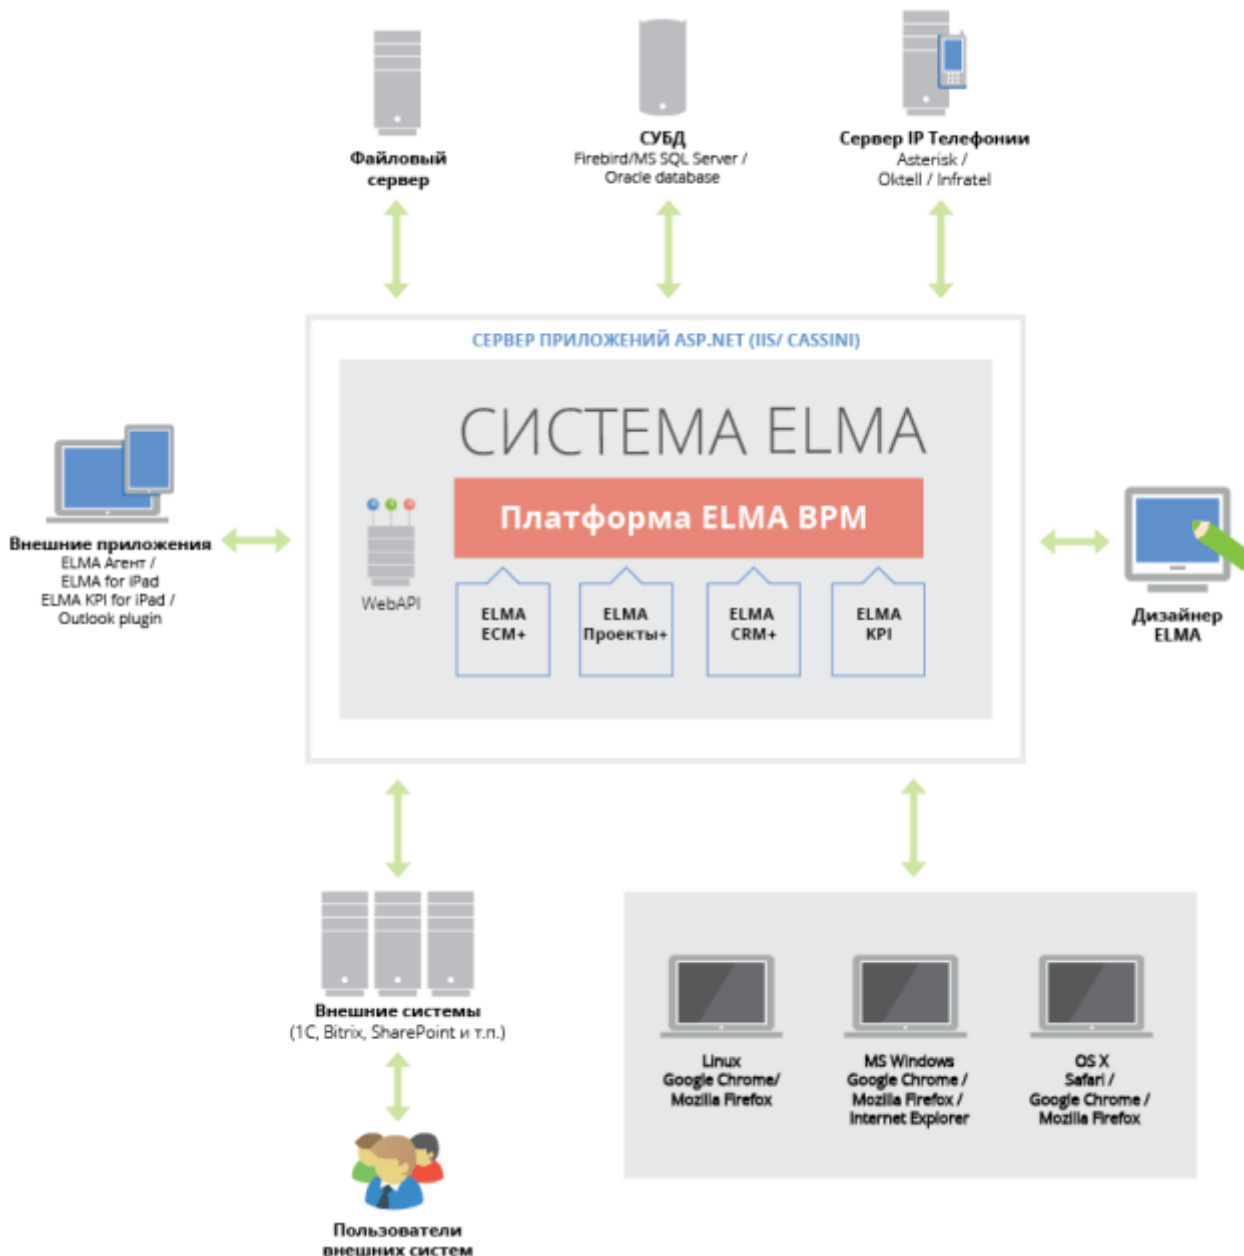 Файловый
сервер
СУБД
Firebird/MS SQL Server /
Oracle database
Сервер IP Телефонии
Asterisk /
Oktell / Infratel
СЕРВЕР ПРИЛОЖЕНИЙ ASP.NET (IIS/ CASSINI)
СИСТЕМА ELMA
Платформа ELMA BPM
WebAPI
ELMA
ECM+
ELMA
Проекты+
ELMA
CRM+
ELMA
KPI
Внешние приложения
ELMA Агент /
ELMA for iPad
ELMA KPI for iPad /
Outlook plugin
Дизайнер
ELMA
Внешние системы
(1C, Bitrix, SharePoint и т.п.)
Пользователи
внешних систем
Linux
Google Chrome/
Mozilla Firefox
MS Windows
Google Chrome /
Mozilla Firefox /
Internet Explorer
OS X
Safari /
Google Chrome /
Mozilla Firefox